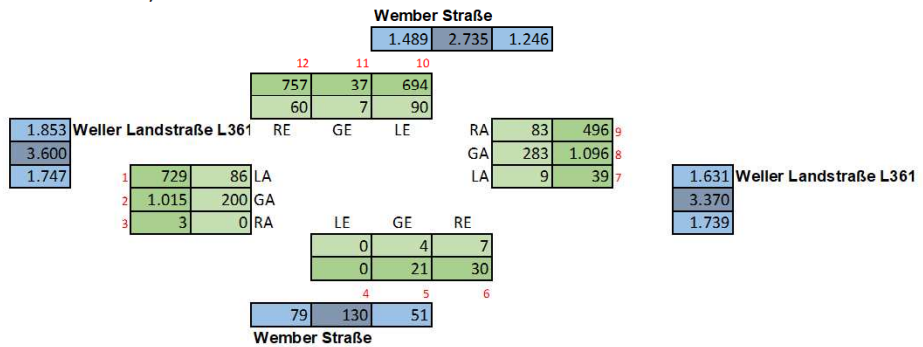 Wember Straße
1.489 2.735 1.246
12 11 10
757 37 694
60 7 90
RE GE LE
1.853 Weller Landstraße L361
3.600
1.747
RA 83 496 9
GA 283 1.096 8
LA 9 39 7
1 729 86 LA
2 1.015 200 GA
3 3 0 RA
1.631 Weller Landstraße L361
3.370
1.739
LE GE RE
0 4 7
0 21 30
4 5 6
79 130 51
Wember Straße